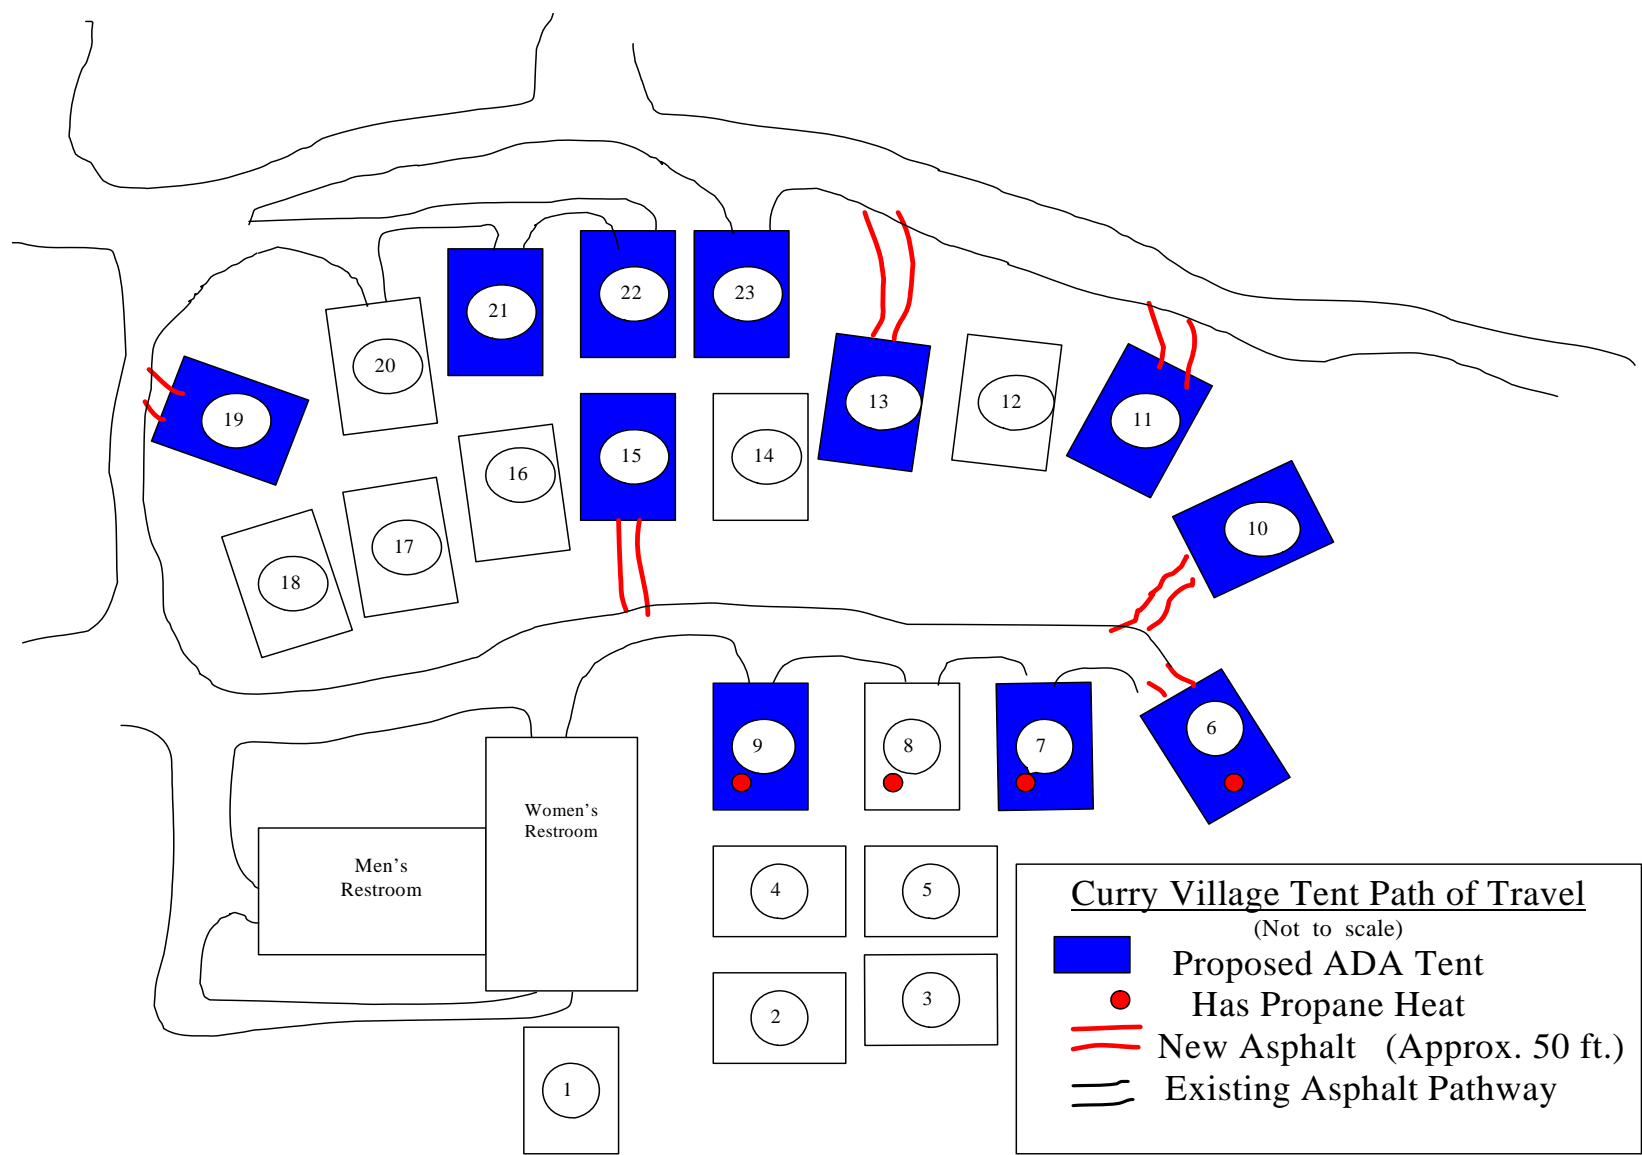 22
23
21
20
13
12
19
11
15
14
16
10
17
18
6
9
8
7
Women's
Restroom
Men's
Restroom
4
5
3
2
1
Curry Village Tent Path of Travel
(Not to scale)
Proposed ADA Tent
Has Propane Heat
New Asphalt (Approx. 50 ft.)
Existing Asphalt Pathway